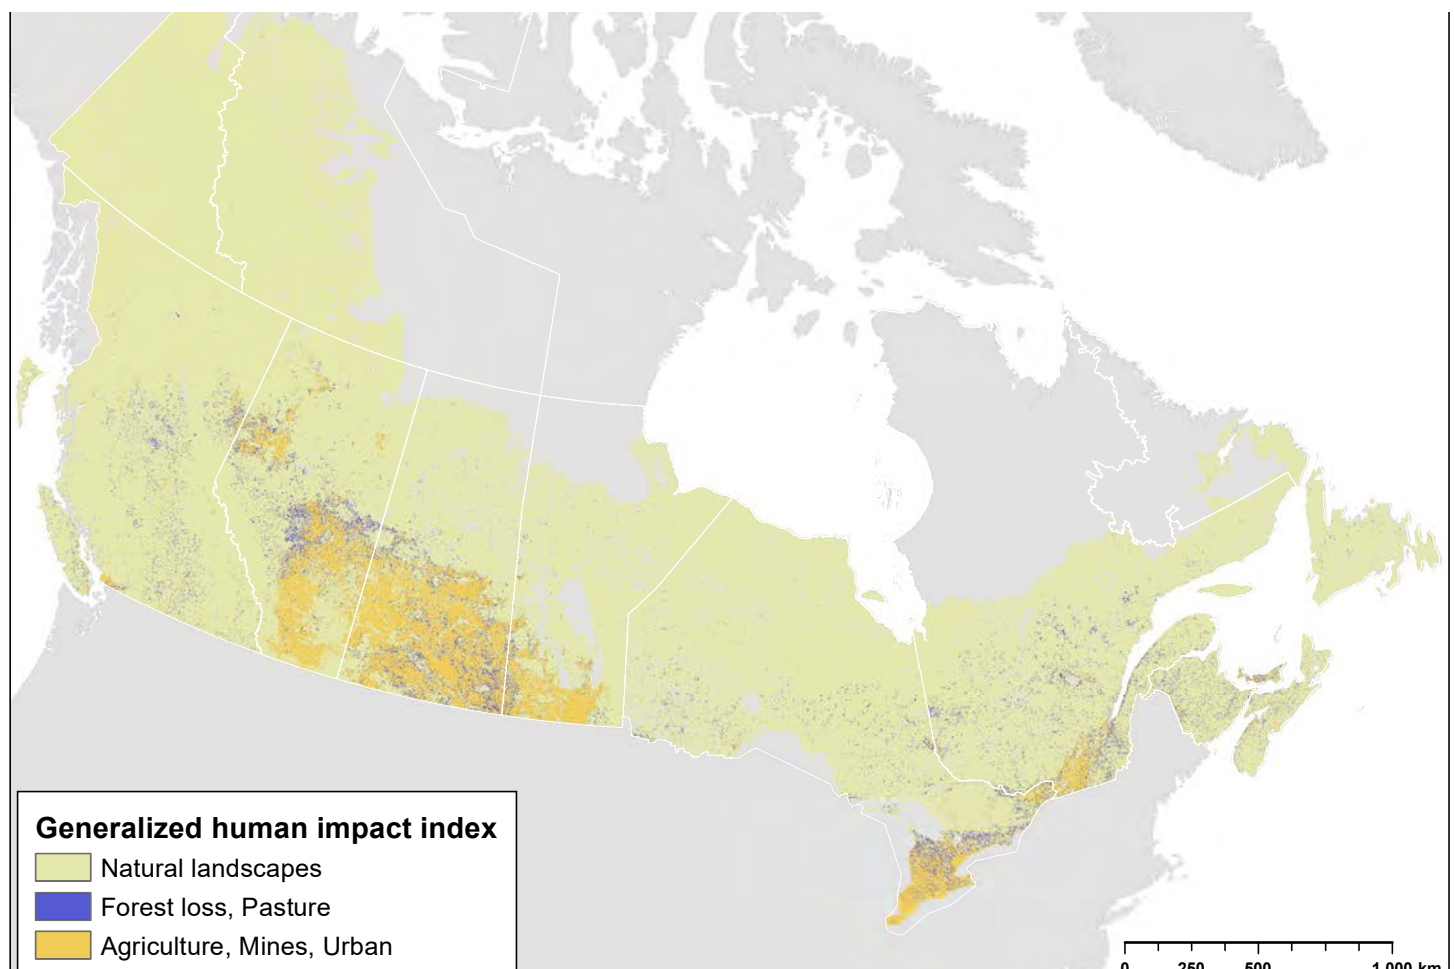 Generalized human impact index
Natural landscapes
Forest loss, Pasture
Agriculture, Mines, Urban
0 250 500 1,000 km